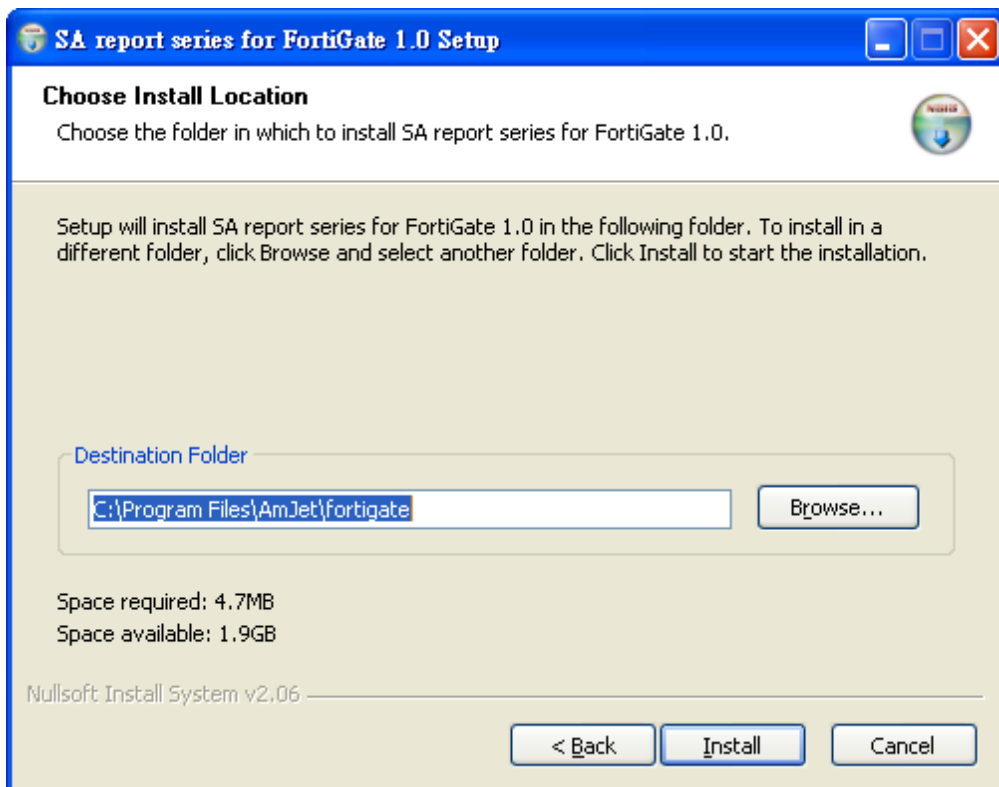 SA report series for FortiGate 1.0 Setup
Choose Install Location
Choose the folder in which to install SA report series for FortiGate 1.0.
NSIS
Setup will install SA report series for FortiGate 1.0 in the following folder. To install in a
different folder, click Browse and select another folder. Click Install to start the installation.
Destination Folder
C:\Program Files\AmJet\fortigate
Browse...
Space required: 4.7MB
Space available: 1.9GB
Nullsoft Install System v2.06
< Back
Install
Cancel